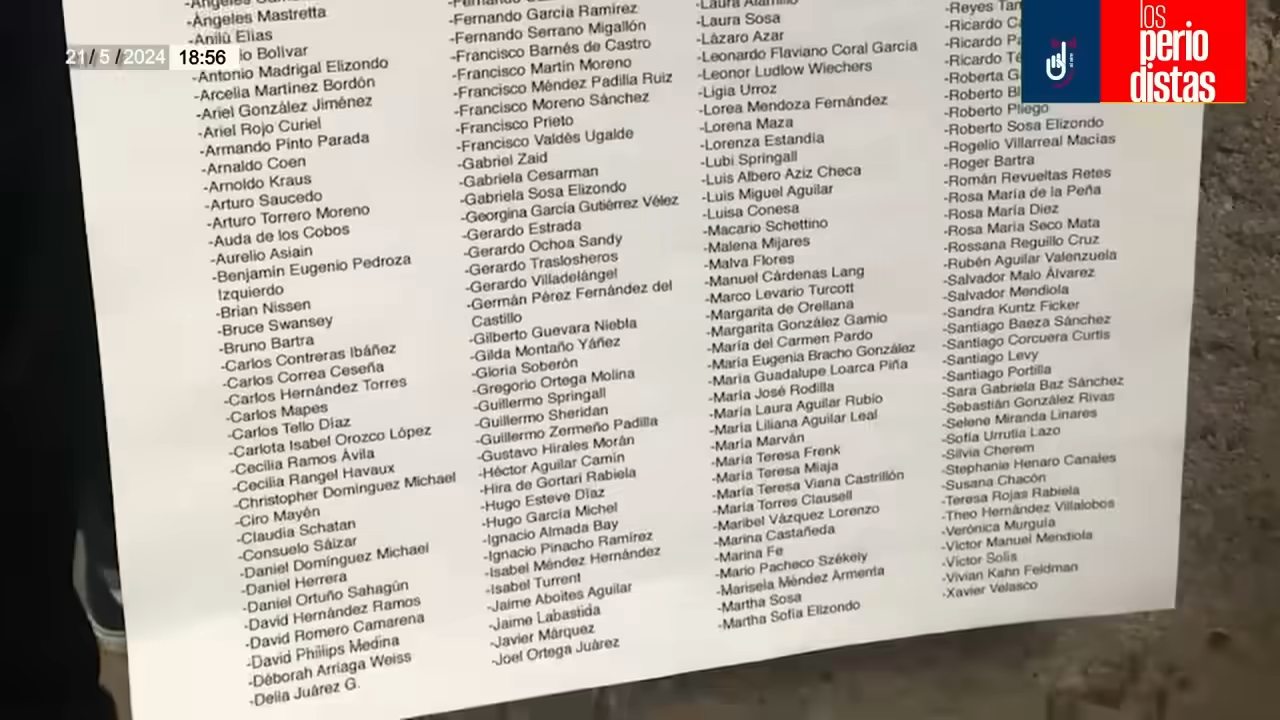 -Ángeles Mastretta
-Anilú Elías
io Bolívar
-Antonio Madrigal Elizondo
-Arcelia Martínez Bordón
-Ariel González Jiménez
-Ariel Rojo Curiel
-Armando Pinto Parada
-Arnaldo Coen
-Arnoldo Kraus
-Arturo Saucedo
-Arturo Torrero Moreno
-Auda de los Cobos
-Aurelio Asiain
-Benjamín Eugenio Pedroza
Izquierdo
-Brian Nissen
-Bruce Swansey
-Bruno Bartra
-Carlos Contreras Ibáñez
-Carlos Correa Ceseña
-Carlos Hernández Torres
-Carlos Mapes
-Carlos Tello Díaz
-Carlota Isabel Orozco López
-Cecilia Ramos Ávila
-Cecilia Rangel Havaux
-Christopher Domínguez Michael
-Ciro Mayén
-Claudia Schatan
-Consuelo Sáizar
-Daniel Domínguez Michael
-Daniel Herrera
-Daniel Ortuño Sahagún
-David Hernández Ramos
-David Romero Camarena
-David Phillips Medina
-Déborah Arriaga Weiss
-Delia Juárez G.
-Fernando García Ramírez
-Fernando Serrano Migallón
-Francisco Barnés de Castro
-Francisco Martín Moreno
-Francisco Méndez Padilla Ruiz
-Francisco Moreno Sánchez
-Francisco Prieto
-Francisco Valdés Ugalde
-Gabriel Zaid
-Gabriela Cesarman
-Gabriela Sosa Elizondo
-Georgina García Gutiérrez Vélez
-Gerardo Estrada
-Gerardo Ochoa Sandy
-Gerardo Traslosheros
-Gerardo Villadelángel
-Germán Pérez Fernández del
Castillo
-Gilberto Guevara Niebla
-Gilda Montaño Yáñez
-Gloria Soberón
-Gregorio Ortega Molina
-Guillermo Springall
-Guillermo Sheridan
-Guillermo Zermeño Padilla
-Gustavo Hirales Morán
-Héctor Aguilar Camín
-Hira de Gortari Rabiela
-Hugo Esteve Díaz
-Hugo García Michel
-Ignacio Almada Bay
-Ignacio Pinacho Ramírez
-Isabel Méndez Hernández
-Isabel Turrent
-Jaime Aboites Aguilar
-Jaime Labastida
-Javier Márquez
-Joel Ortega Juárez
-Laura Sosa
-Lázaro Azar
-Leonardo Flaviano Coral García
-Leonor Ludlow Wiechers
-Ligia Urroz
-Lorea Mendoza Fernández
-Lorena Maza
-Lorenza Estandía
-Lubi Springall
-Luis Albero Aziz Checa
-Luis Miguel Aguilar
-Luisa Conesa
-Macario Schettino
-Malena Mijares
-Malva Flores
-Manuel Cárdenas Lang
-Marco Levario Turcott
-Margarita de Orellana
-Margarita González Gamio
-María del Carmen Pardo
-María Eugenia Bracho González
-María Guadalupe Loarca Piña
-María José Rodilla
-María Laura Aguilar Rubio
-María Liliana Aguilar Leal
-María Marván
-María Teresa Frenk
-María Teresa Miaja
-María Teresa Viana Castrillón
-María Torres Clausell
-Maribel Vázquez Lorenzo
-Marina Castañeda
-Marina Fe
-Mario Pacheco Székely
-Marisela Méndez Armenta
-Martha Sosa
-Martha Sofía Elizondo
-Reyes Tam
-Ricardo
-Ricardo
-Ricardo
-Roberta
-Roberto
-Roberto Pliego
-Roberto Sosa Elizondo
-Rogelio Villarreal Macías
-Roger Bartra
-Román Revueltas Retes
-Rosa María de la Peña
-Rosa María Diez
-Rosa María Seco Mata
-Rossana Reguillo Cruz
-Rubén Aguilar Valenzuela
-Salvador Malo Álvarez
-Salvador Mendiola
-Sandra Kuntz Ficker
-Santiago Baeza Sánchez
-Santiago Corcuera Curtis
-Santiago Levy
-Santiago Portilla
-Sara Gabriela Baz Sánchez
-Sebastián González Rivas
-Selene Miranda Linares
-Sofía Urrutia Lazo
-Silvia Cherem
-Stephanie Henaro Canales
-Susana Chacón
-Teresa Rojas Rabiela
-Theo Hernández Villalobos
-Verónica Murguía
-Víctor Manuel Mendiola
-Víctor Solís
-Vivian Kahn Feldman
-Xavier Velasco
21/ 5 /2024 18:56
los
perio
distas